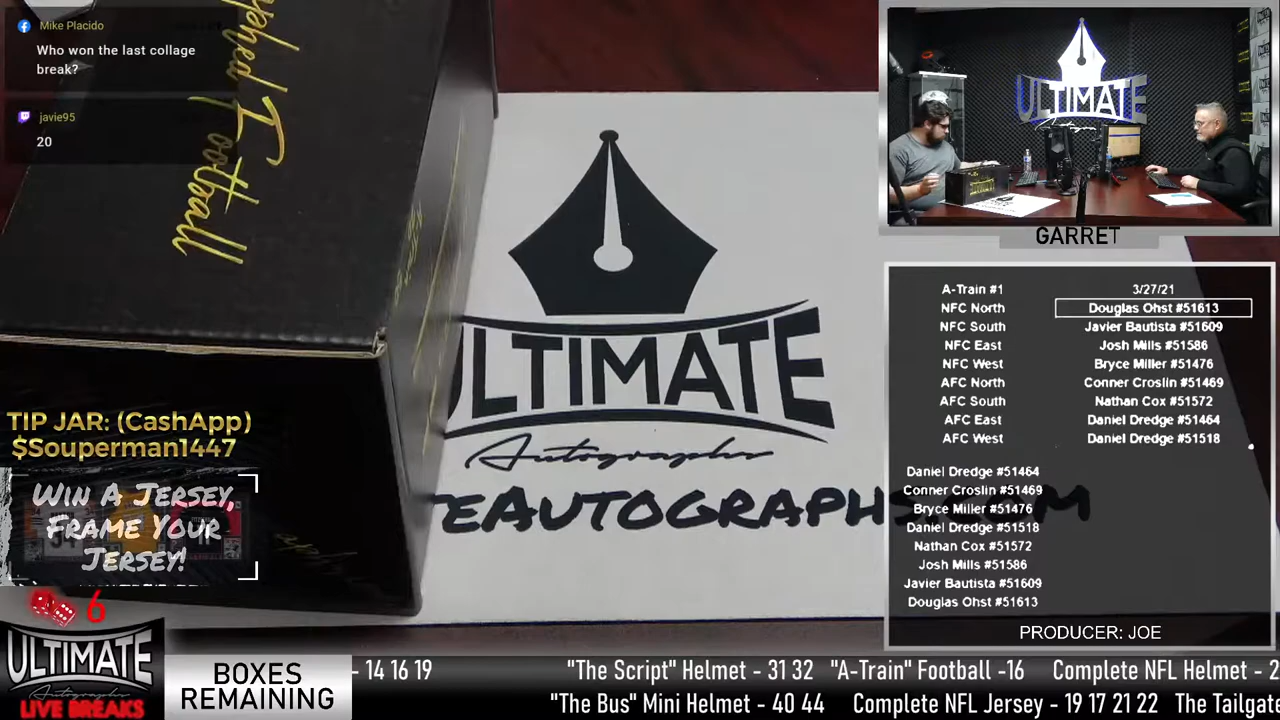 Mike Placido
Who won the last collage
break?
javie95
20
Football
ULTIMATE
Autographs
TEAUTOGRAPHS.COM
ULTIMATE
GARRET
A-Train #1 3/27/21
NFC North Douglas Ohst #51613
NFC South Javier Bautista #51609
NFC East Josh Mills #51586
NFC West Bryce Miller #51476
AFC North Conner Croslin #51469
AFC South Nathan Cox #51572
AFC East Daniel Dredge #51464
AFC West Daniel Dredge #51518
Daniel Dredge #51464
Conner Croslin #51469
Bryce Miller #51476
Daniel Dredge #51518
Nathan Cox #51572
Josh Mills #51586
Javier Bautista #51609
Douglas Ohst #51613
PRODUCER: JOE
TIP JAR: (CashApp)
$Souperman1447
WIN A JERSEY,
FRAME YOUR
JERSEY!
6
ULTIMATE
Autographs
LIVE BREAKS
BOXES
REMAINING
- 14 16 19 "The Script" Helmet - 31 32 "A-Train" Football -16 Complete NFL Helmet - 2
"The Bus" Mini Helmet - 40 44 Complete NFL Jersey - 19 17 21 22 The Tailgate